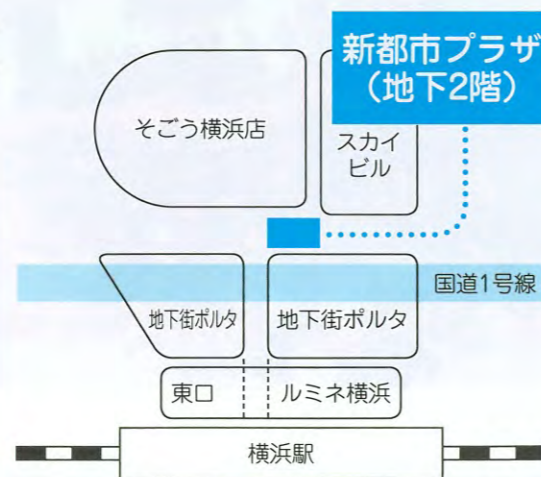 新都市プラザ
（地下2階）
そごう横浜店
スカイ
ビル
国道1号線
地下街ポルタ
地下街ポルタ
東口
ルミネ横浜
横浜駅